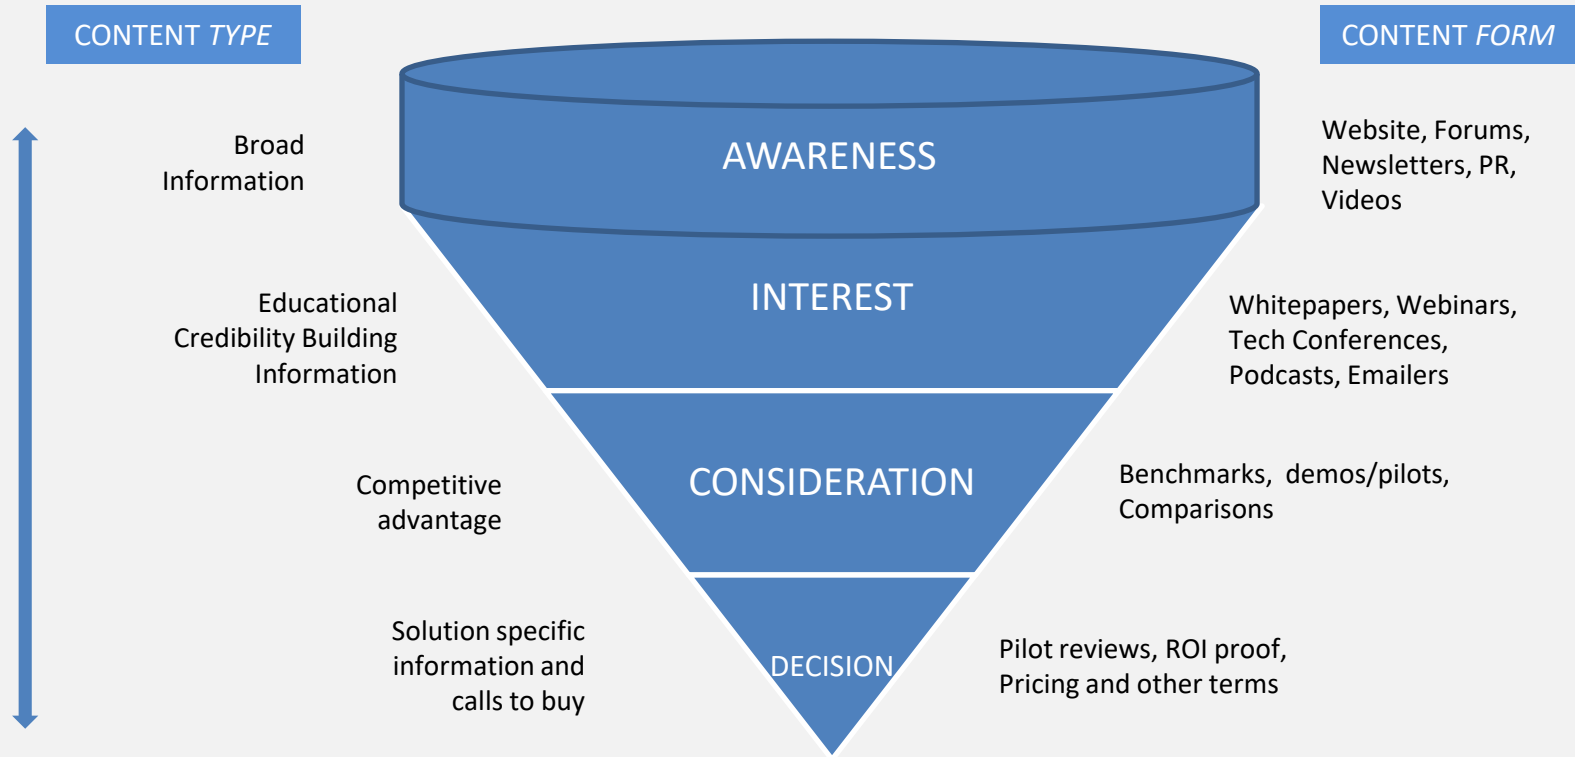 CONTENT TYPE
CONTENT FORM
Broad
Information
AWARENESS
Website, Forums,
Newsletters, PR,
Videos
Educational
Credibility Building
Information
INTEREST
Whitepapers, Webinars,
Tech Conferences,
Podcasts, Emailers
Competitive
advantage
CONSIDERATION
Benchmarks, demos/pilots,
Comparisons
Solution specific
information and
calls to buy
DECISION
Pilot reviews, ROI proof,
Pricing and other terms